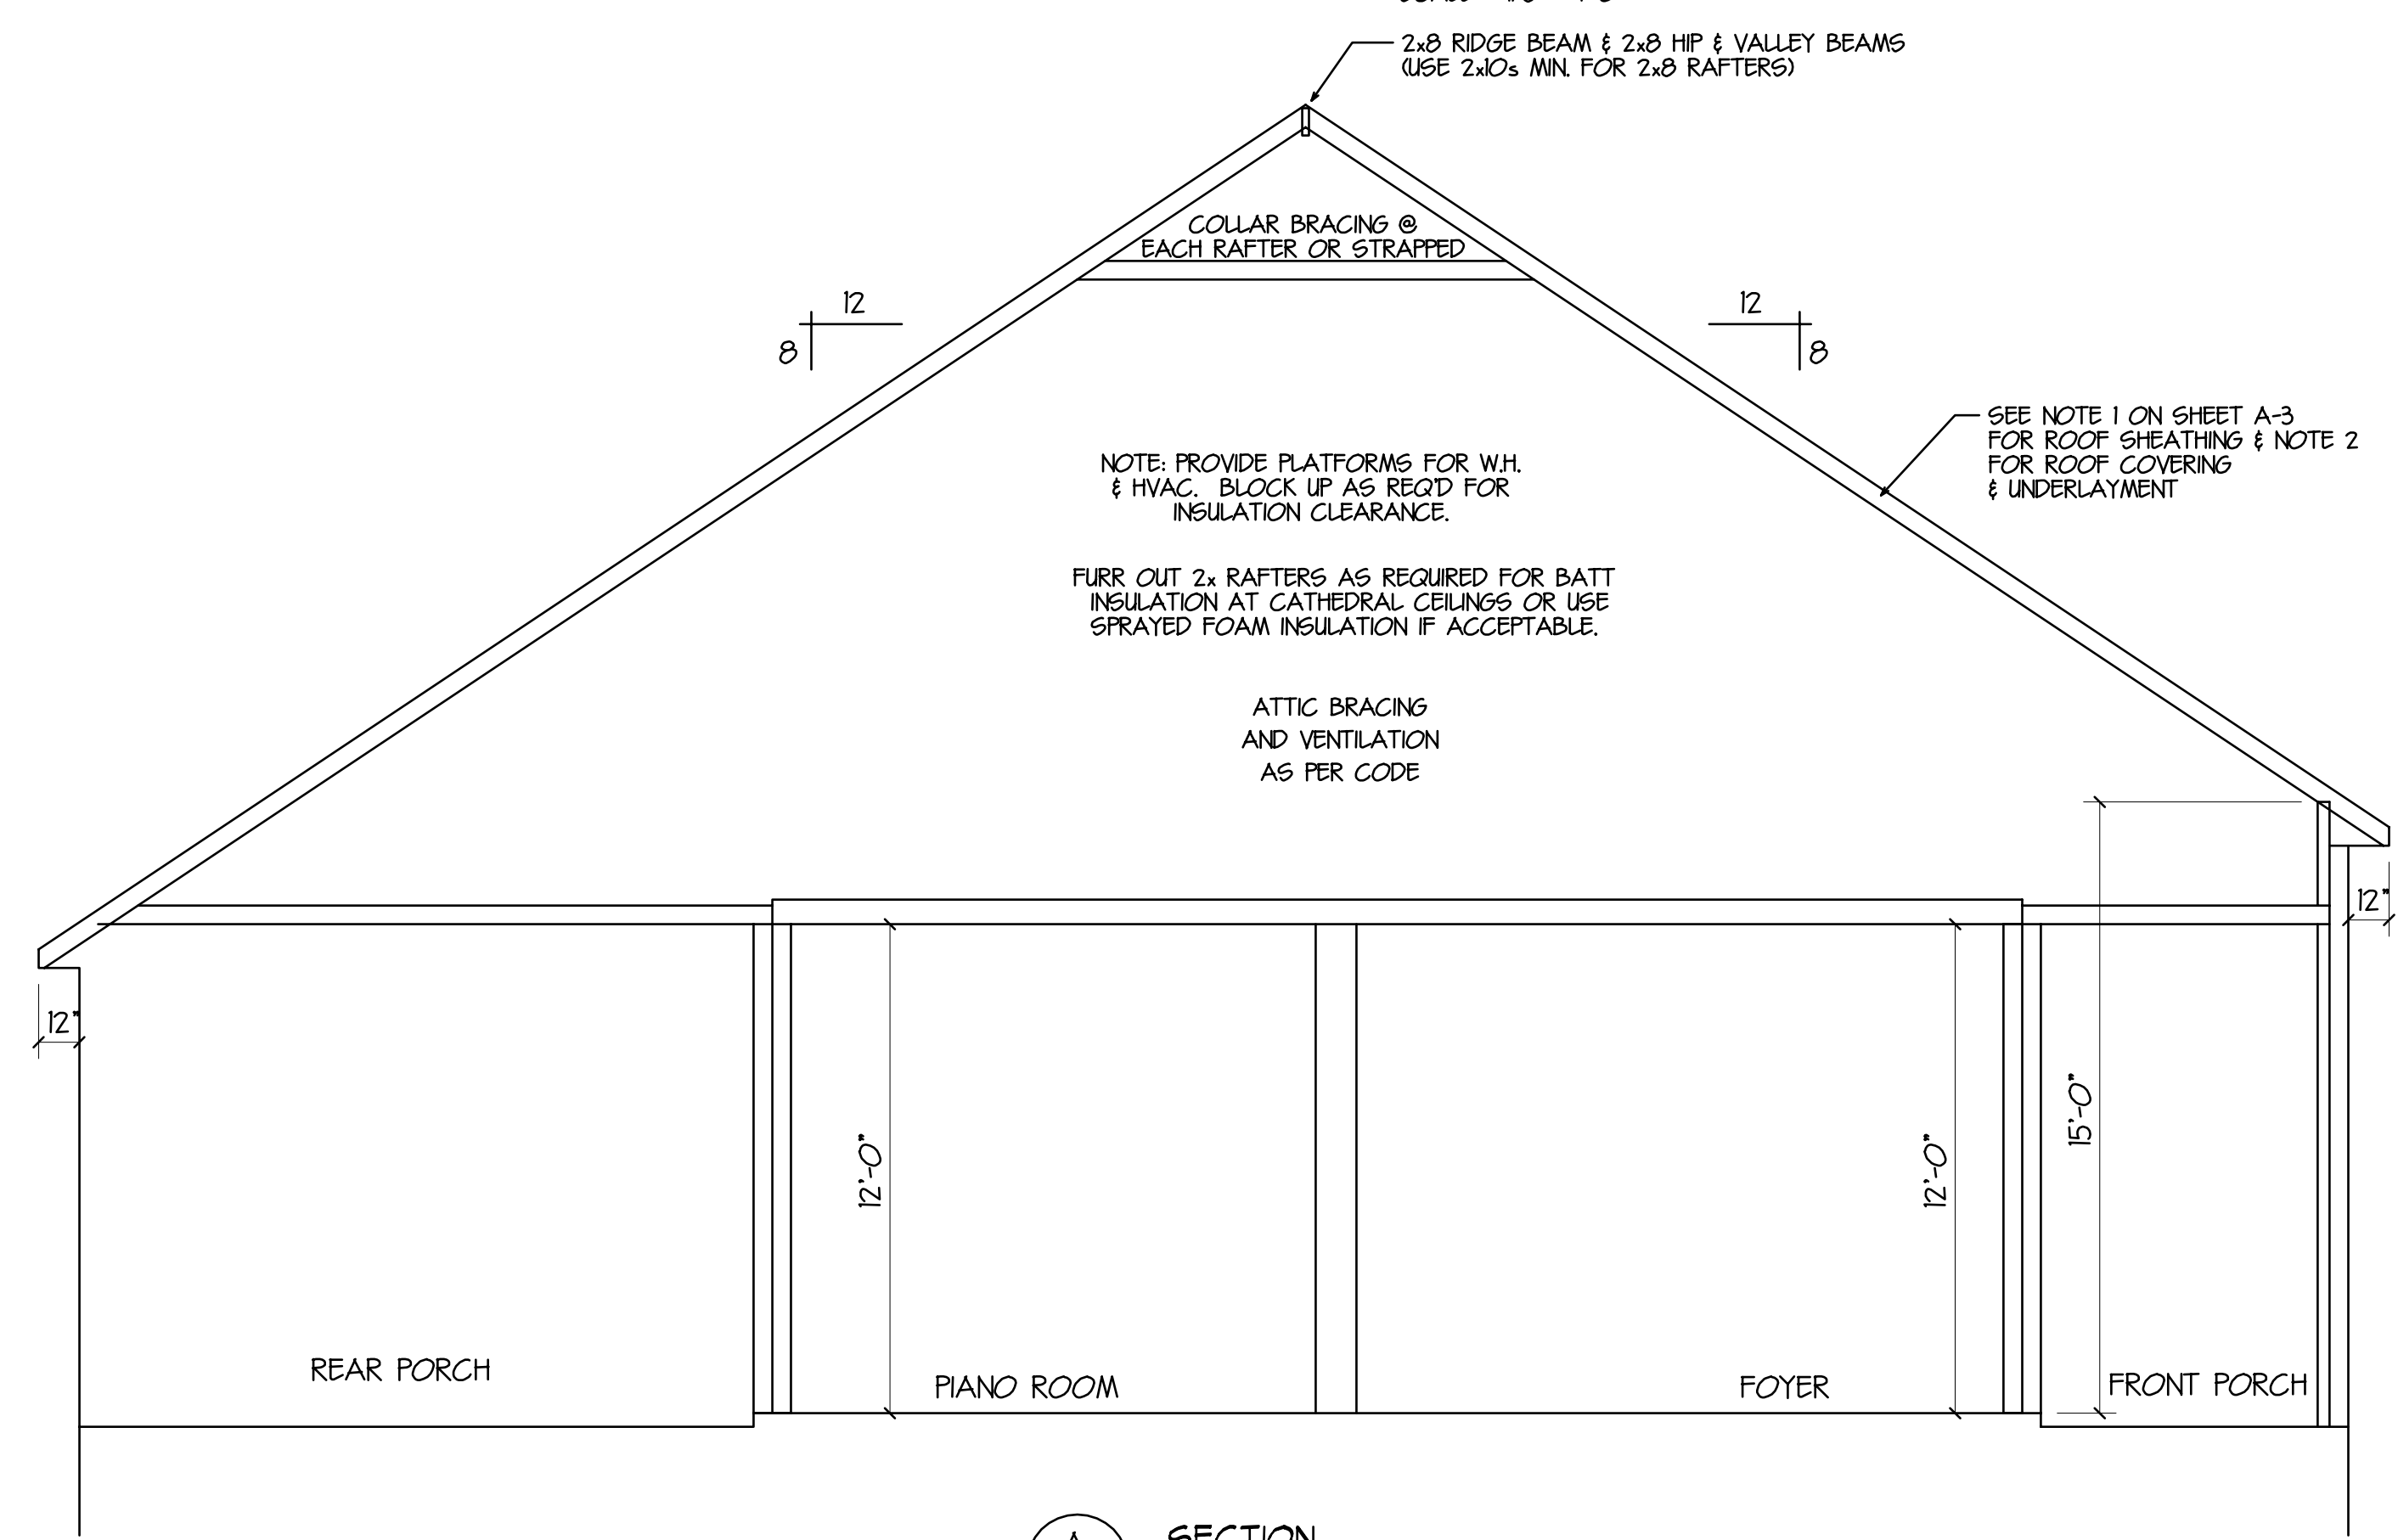 2x8 RIDGE BEAM & 2x8 HIP & VALLEY BEAMS
(USE 2x10s MIN. FOR 2x8 RAFTERS)
COLLAR BRACING @
EACH RAFTER OR STRAPPED
12
8
12
8
SEE NOTE 1 ON SHEET A-3
FOR ROOF SHEATHING & NOTE 2
FOR ROOF COVERING
& UNDERLAYMENT
NOTE: PROVIDE PLATFORMS FOR W.H.
& HVAC. BLOCK UP AS REQ'D FOR
INSULATION CLEARANCE.
FURR OUT 2x RAFTERS AS REQUIRED FOR BATT
INSULATION AT CATHEDRAL CEILINGS OR USE
SPRAYED FOAM INSULATION IF ACCEPTABLE.
ATTIC BRACING
AND VENTILATION
AS PER CODE
12"
12"
12'-0"
12'-0"
15'-0"
REAR PORCH
PIANO ROOM
FOYER
FRONT PORCH
A
SECTION